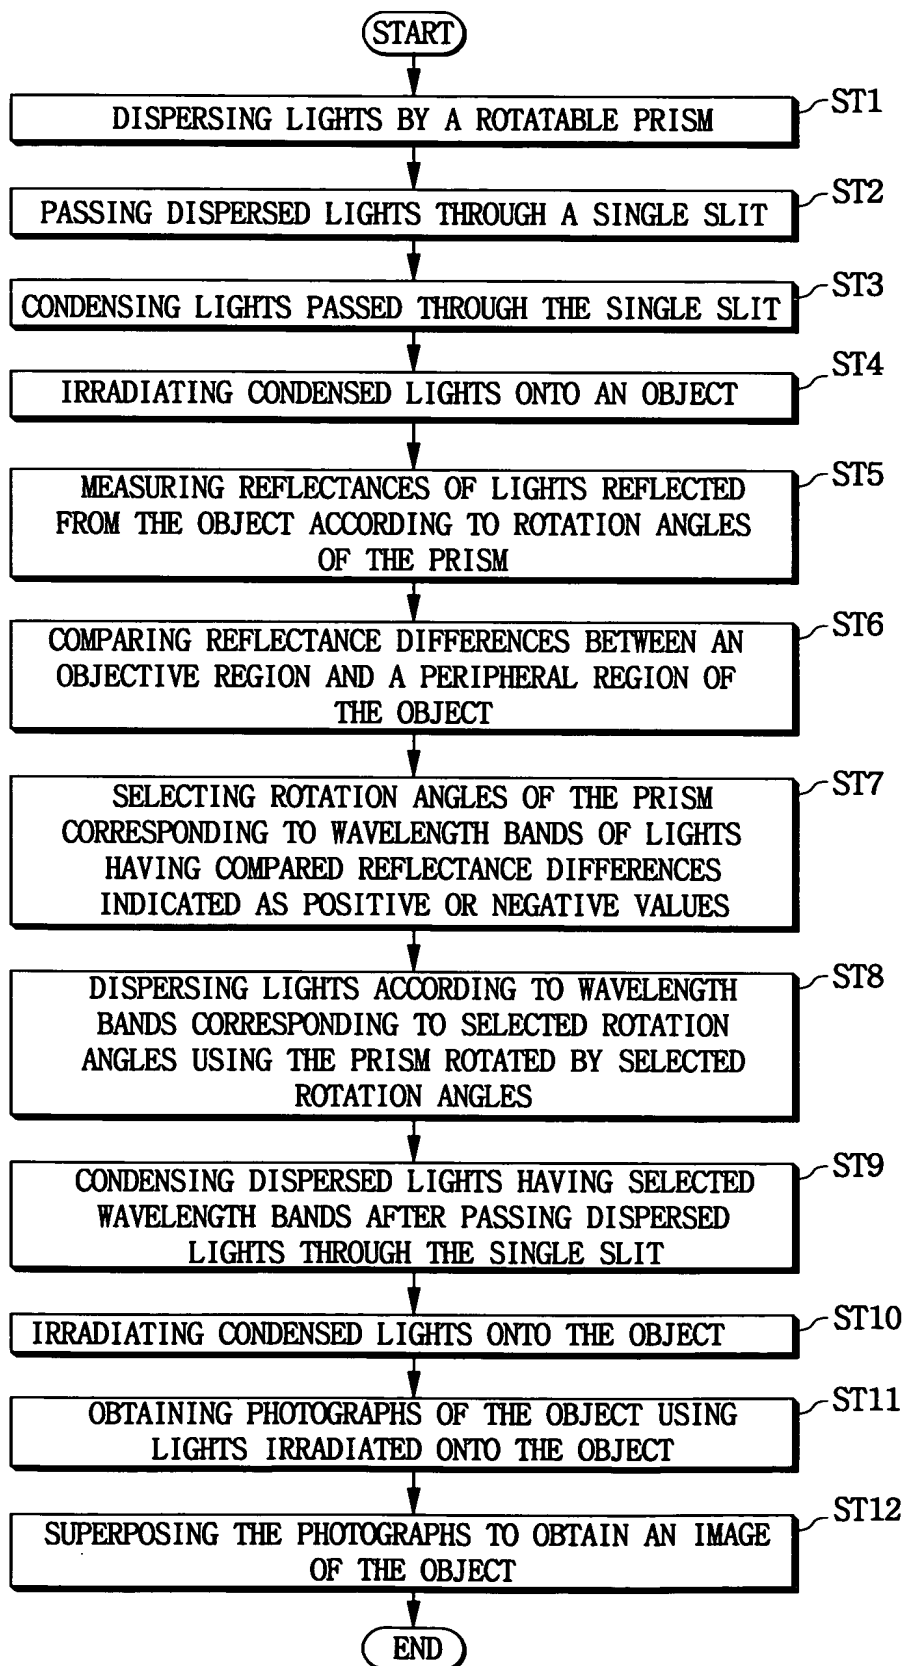 START
ST1
DISPERSING LIGHTS BY A ROTATABLE PRISM
ST2
PASSING DISPERSED LIGHTS THROUGH A SINGLE SLIT
ST3
CONDENSING LIGHTS PASSED THROUGH THE SINGLE SLIT
ST4
IRRADIATING CONDENSED LIGHTS ONTO AN OBJECT
ST5
MEASURING REFLECTANCES OF LIGHTS REFLECTED
FROM THE OBJECT ACCORDING TO ROTATION ANGLES
OF THE PRISM
ST6
COMPARING REFLECTANCE DIFFERENCES BETWEEN AN
OBJECTIVE REGION AND A PERIPHERAL REGION OF
THE OBJECT
ST7
SELECTING ROTATION ANGLES OF THE PRISM
CORRESPONDING TO WAVELENGTH BANDS OF LIGHTS
HAVING COMPARED REFLECTANCE DIFFERENCES
INDICATED AS POSITIVE OR NEGATIVE VALUES
ST8
DISPERSING LIGHTS ACCORDING TO WAVELENGTH
BANDS CORRESPONDING TO SELECTED ROTATION
ANGLES USING THE PRISM ROTATED BY SELECTED
ROTATION ANGLES
ST9
CONDENSING DISPERSED LIGHTS HAVING SELECTED
WAVELENGTH BANDS AFTER PASSING DISPERSED
LIGHTS THROUGH THE SINGLE SLIT
ST10
IRRADIATING CONDENSED LIGHTS ONTO THE OBJECT
ST11
OBTAINING PHOTOGRAPHS OF THE OBJECT USING
LIGHTS IRRADIATED ONTO THE OBJECT
ST12
SUPERPOSING THE PHOTOGRAPHS TO OBTAIN AN IMAGE
OF THE OBJECT
END